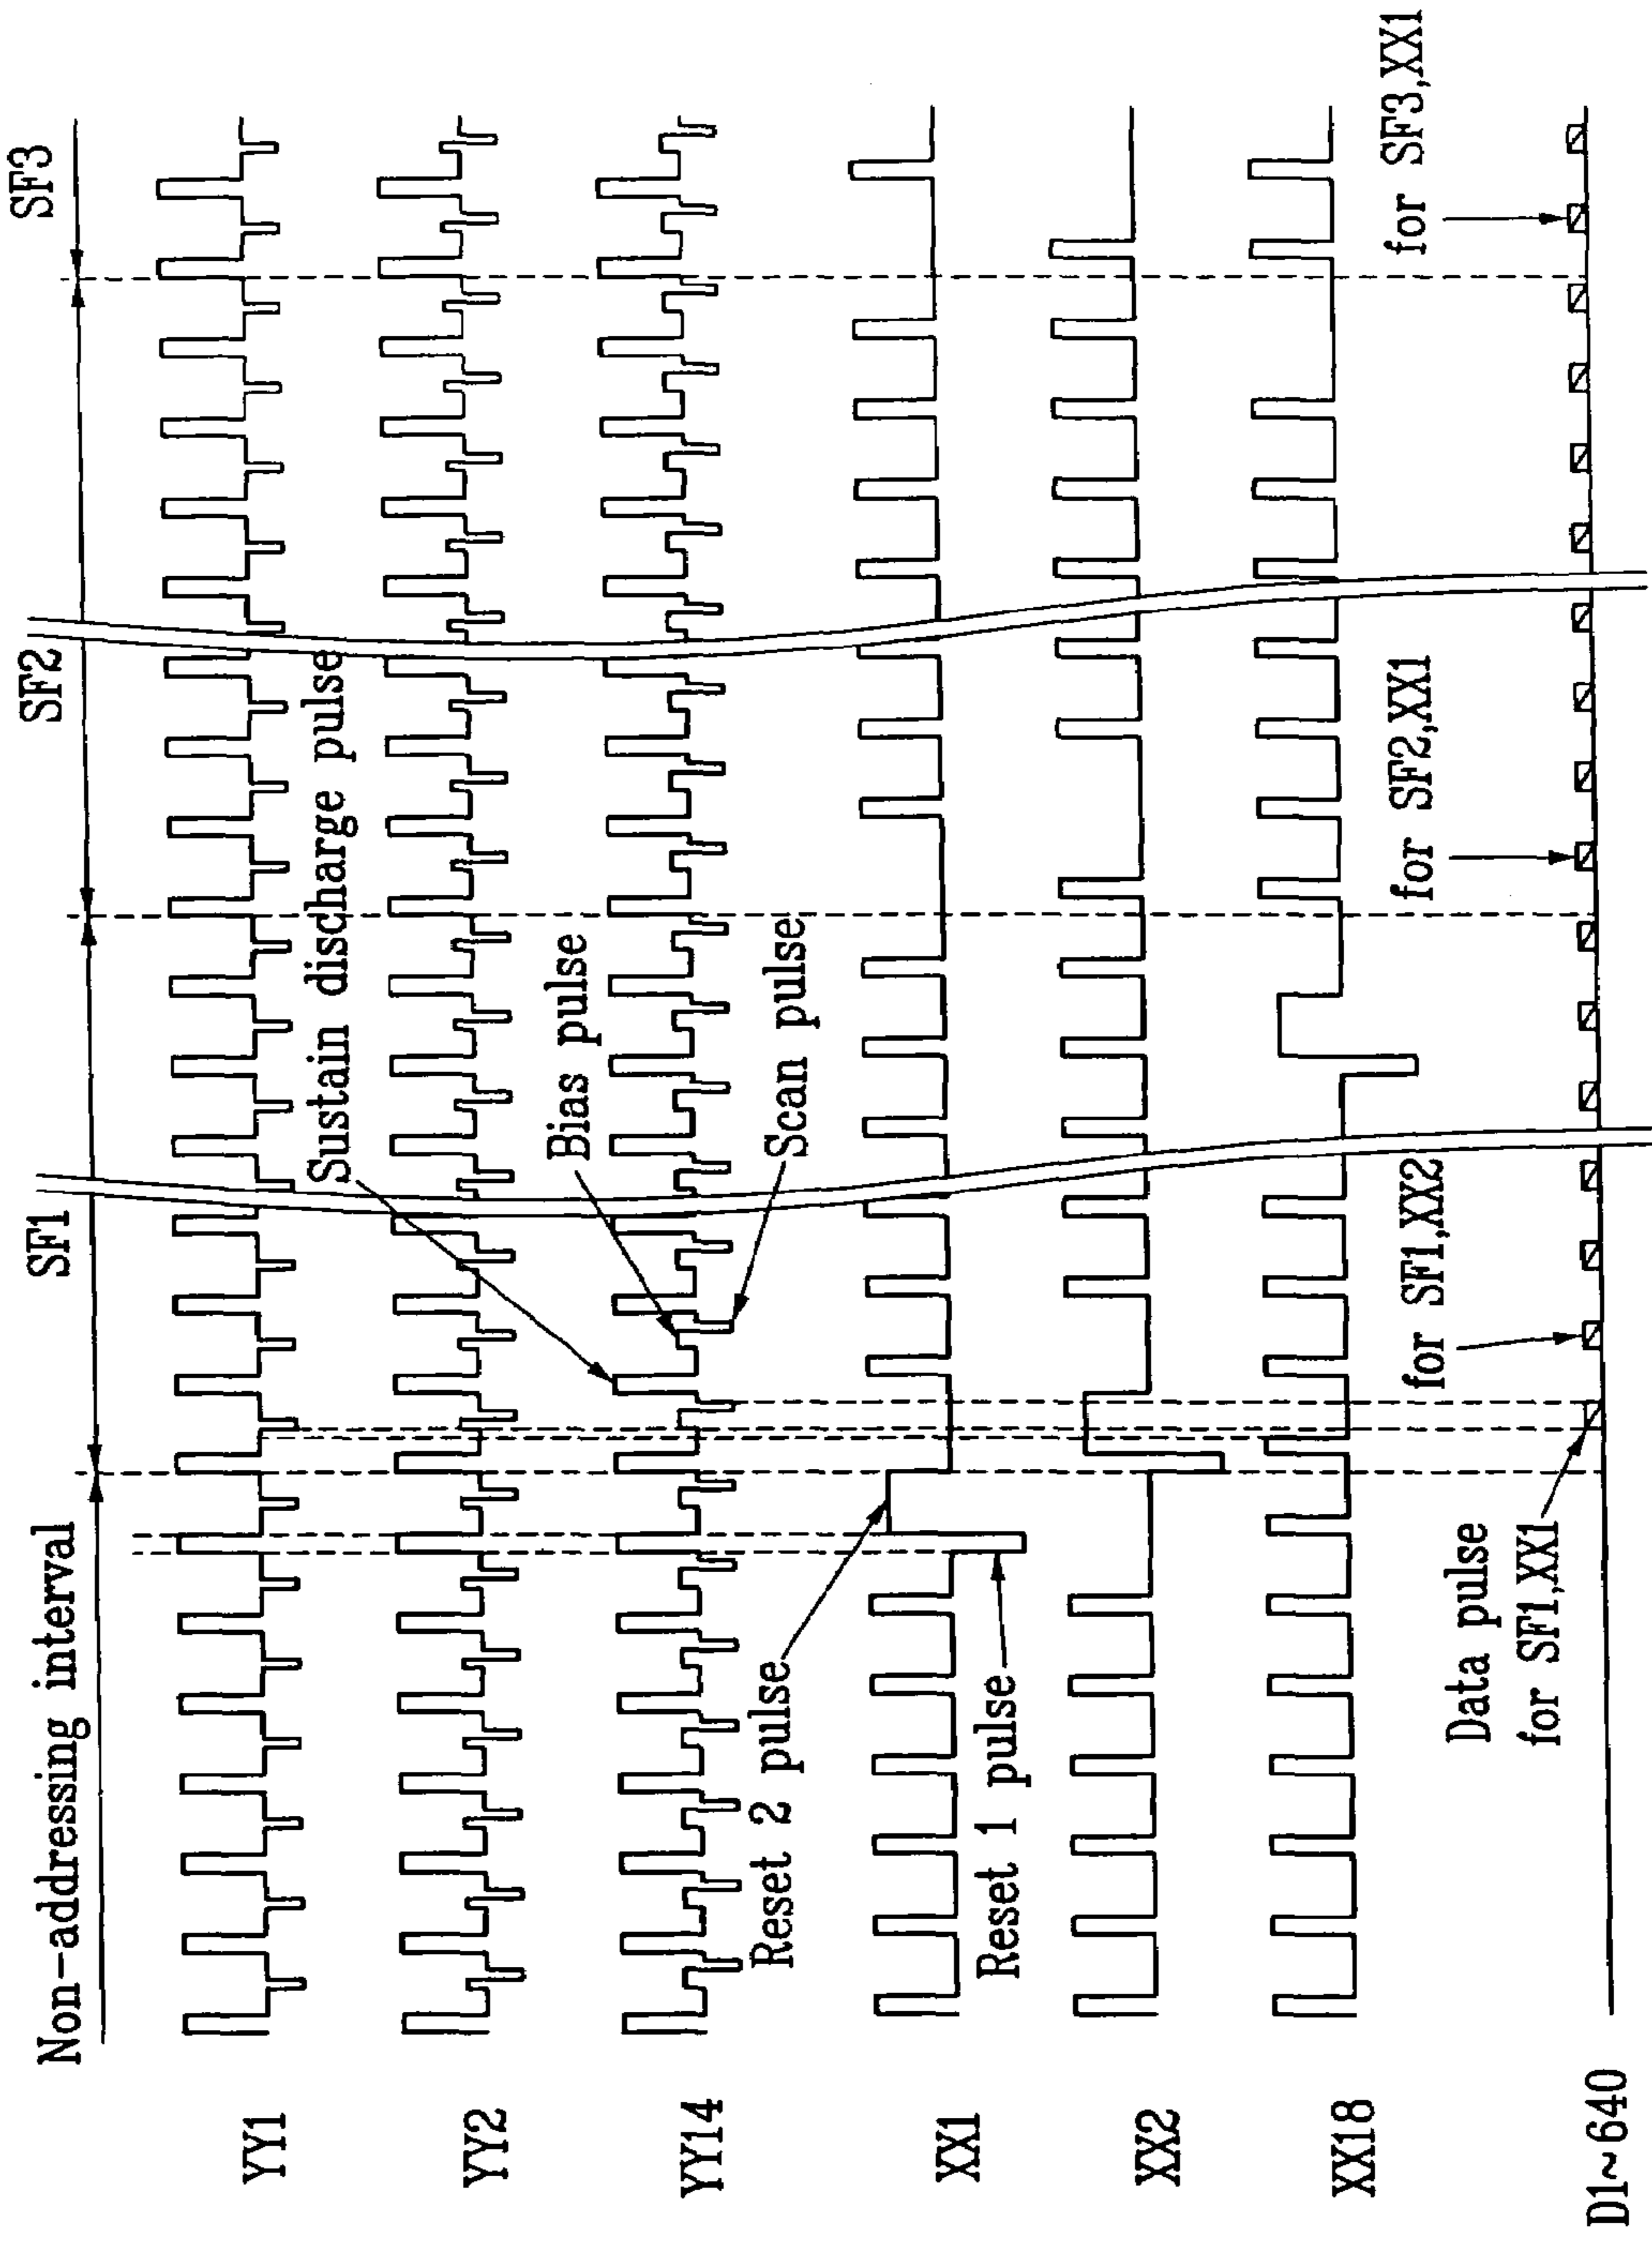 Non-addressing interval
SF1
SF2
SF3
YY1
Sustain discharge pulse
YY2
Bias pulse
YY14
Scan pulse
Reset 2 pulse
XX1
Reset 1 pulse
XX2
XX18
for SF1,XX2
for SF2,XX1
for SF3,XX1
Data pulse
for SF1,XX1
D1~640